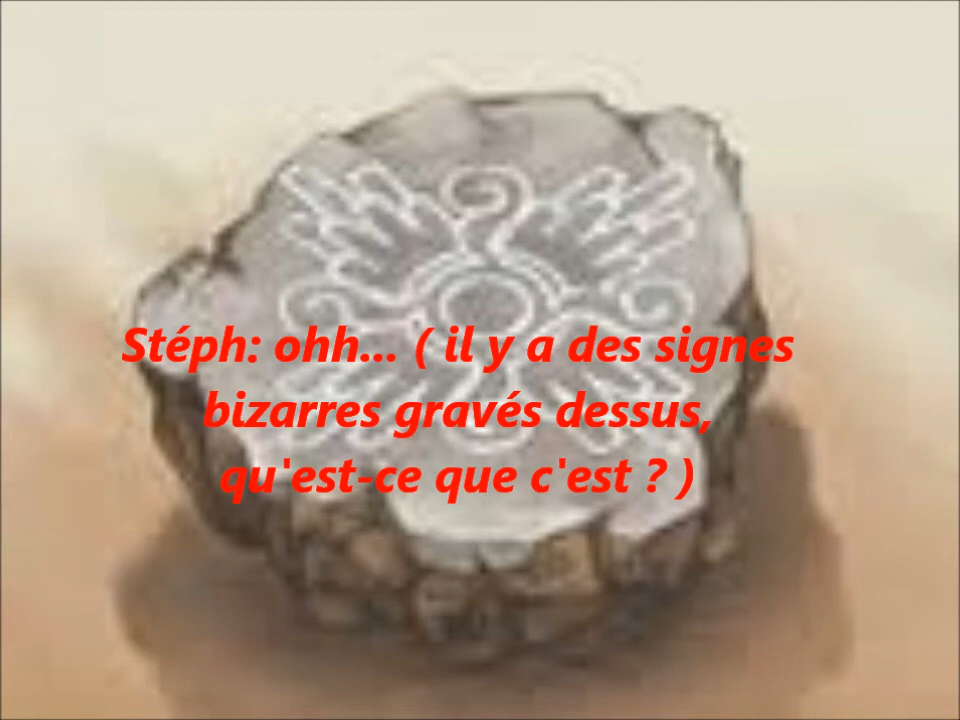 Stéph: ohh... ( il y a des signes
bizarres gravés dessus,
qu'est-ce que c'est ? )